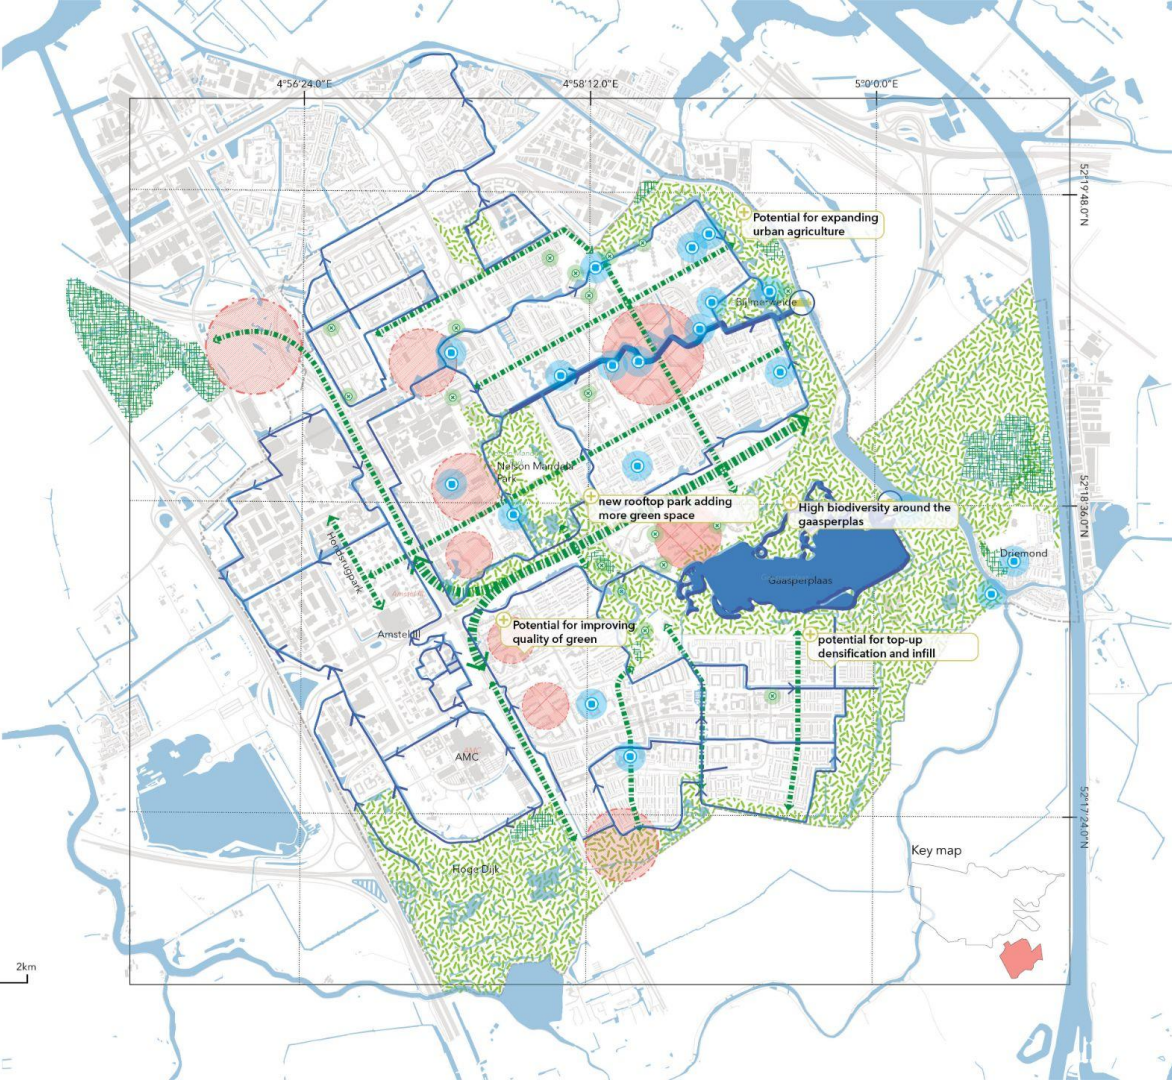 4°56'24.0"E
4°58'12.0"E
5°0'0.0"E
52°19'48.0"N
Potential for expanding
urban agriculture
Nelson Mandela
Park
new rooftop park adding
more green space
High biodiversity around the
gaasperplas
52°18'36.0"N
Driemond
Gaasperplaas
Hondsrugpark
Amstel III
Potential for improving
quality of green
potential for top-up
densification and infill
AMC
AMC
52°17'24.0"N
Key map
Hoge Dijk
2km